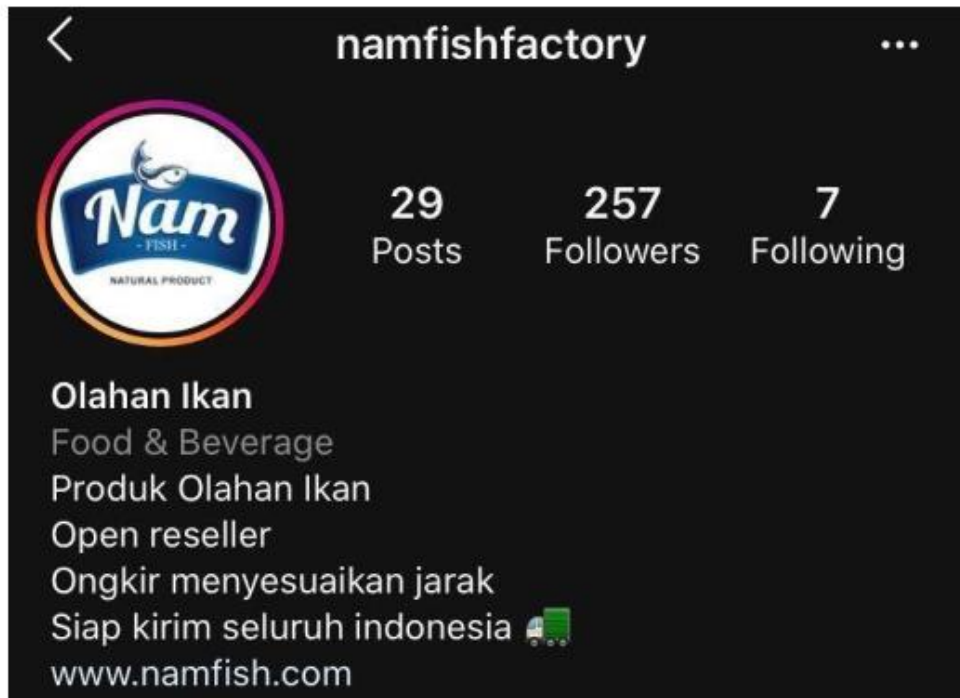 namfishfactory
Nam
- FISH -
NATURAL PRODUCT
29 257 7
Posts Followers Following
Olahan Ikan
Food & Beverage
Produk Olahan Ikan
Open reseller
Ongkir menyesuaikan jarak
Siap kirim seluruh indonesia 🚛
www.namfish.com